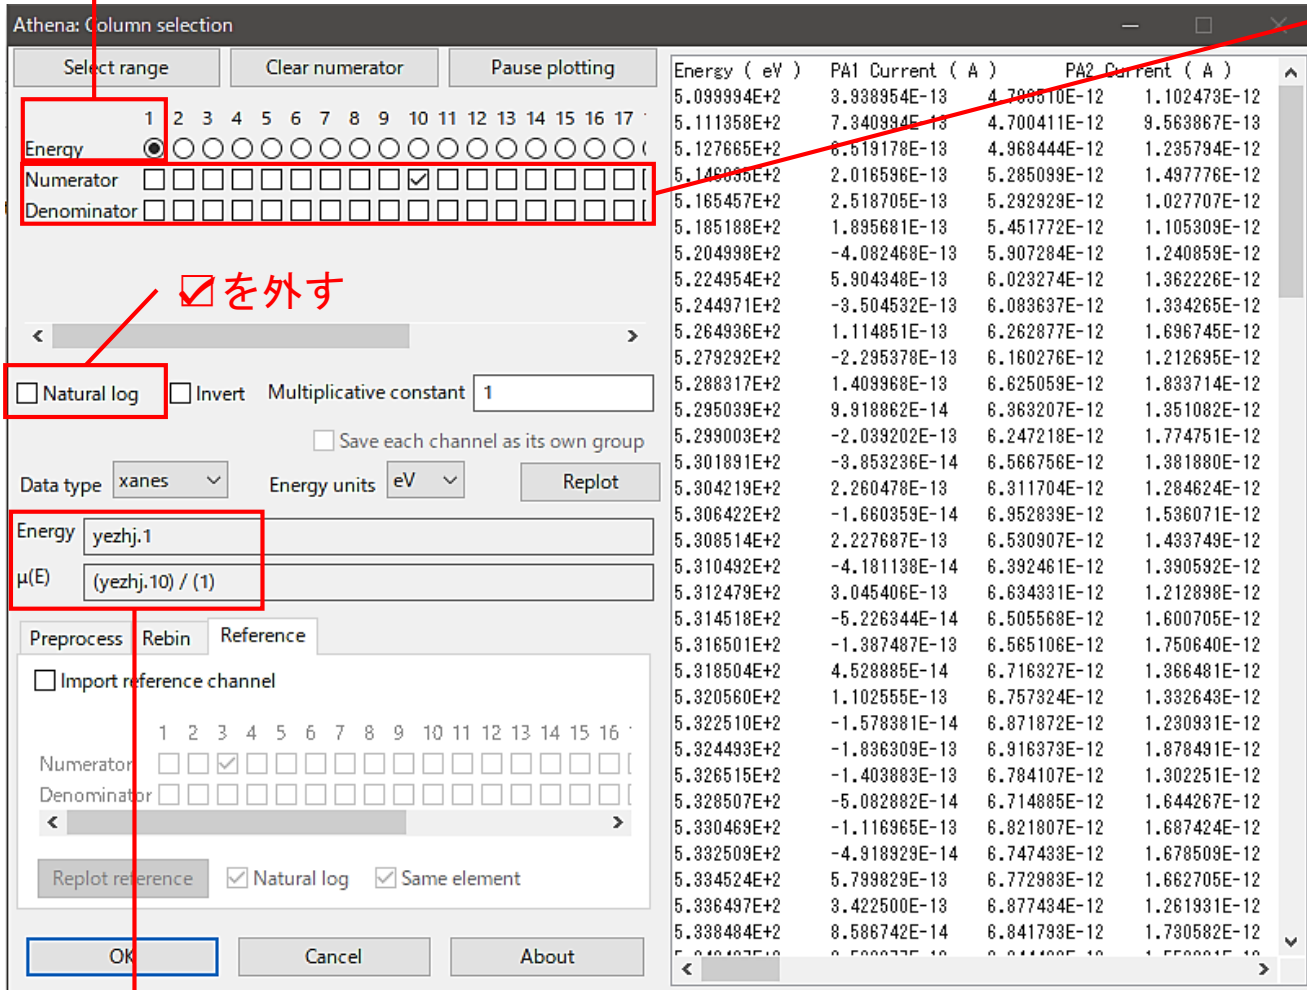 Athena: Column selection
Select range Clear numerator Pause plotting
1 2 3 4 5 6 7 8 9 10 11 12 13 14 15 16 17
Energy
Numerator
Denominator
☑を外す
Natural log Invert Multiplicative constant 1
Save each channel as its own group
Data type xanes Energy units eV Replot
Energy yezhj.1
μ(E) (yezhj.10) / (1)
Preprocess Rebin Reference
Import reference channel
1 2 3 4 5 6 7 8 9 10 11 12 13 14 15 16
Numerator
Denominator
Replot reference Natural log Same element
OK Cancel About
Energy ( eV ) PA1 Current ( A ) PA2 Current ( A )
5.099994E+2 3.938954E-13 4.798510E-12 1.102473E-12
5.111358E+2 7.340994E-13 4.700411E-12 9.563867E-13
5.127665E+2 6.519178E-13 4.968444E-12 1.235794E-12
5.146035E+2 2.016596E-13 5.285099E-12 1.497776E-12
5.165457E+2 2.518705E-13 5.292929E-12 1.027707E-12
5.185188E+2 1.895681E-13 5.451772E-12 1.105309E-12
5.204998E+2 -4.082468E-13 5.907284E-12 1.240859E-12
5.224954E+2 5.904348E-13 6.023274E-12 1.362226E-12
5.244971E+2 -3.504532E-13 6.083637E-12 1.334265E-12
5.264936E+2 1.114851E-13 6.262877E-12 1.696745E-12
5.279292E+2 -2.295378E-13 6.160276E-12 1.212695E-12
5.288317E+2 1.409968E-13 6.625059E-12 1.833714E-12
5.295039E+2 9.918862E-14 6.363207E-12 1.351082E-12
5.299003E+2 -2.039202E-13 6.247218E-12 1.774751E-12
5.301891E+2 -3.853236E-14 6.566756E-12 1.381880E-12
5.304219E+2 2.260478E-13 6.311704E-12 1.284624E-12
5.306422E+2 -1.660359E-14 6.952839E-12 1.536071E-12
5.308514E+2 2.227687E-13 6.530907E-12 1.433749E-12
5.310492E+2 -4.181138E-14 6.392461E-12 1.390592E-12
5.312479E+2 3.045406E-13 6.634331E-12 1.212898E-12
5.314518E+2 -5.226344E-14 6.505568E-12 1.600705E-12
5.316501E+2 -1.387487E-13 6.565106E-12 1.750640E-12
5.318504E+2 4.528885E-14 6.716327E-12 1.366481E-12
5.320560E+2 1.102555E-13 6.757324E-12 1.332643E-12
5.322510E+2 -1.578381E-14 6.871872E-12 1.230931E-12
5.324493E+2 -1.836309E-13 6.916373E-12 1.878491E-12
5.326515E+2 -1.403883E-13 6.784107E-12 1.302251E-12
5.328507E+2 -5.082882E-14 6.714885E-12 1.644267E-12
5.330469E+2 -1.116965E-13 6.821807E-12 1.687424E-12
5.332509E+2 -4.918929E-14 6.747433E-12 1.678509E-12
5.334524E+2 5.799829E-13 6.772983E-12 1.662705E-12
5.336497E+2 3.422500E-13 6.877434E-12 1.261931E-12
5.338484E+2 8.586742E-14 6.841793E-12 1.730582E-12